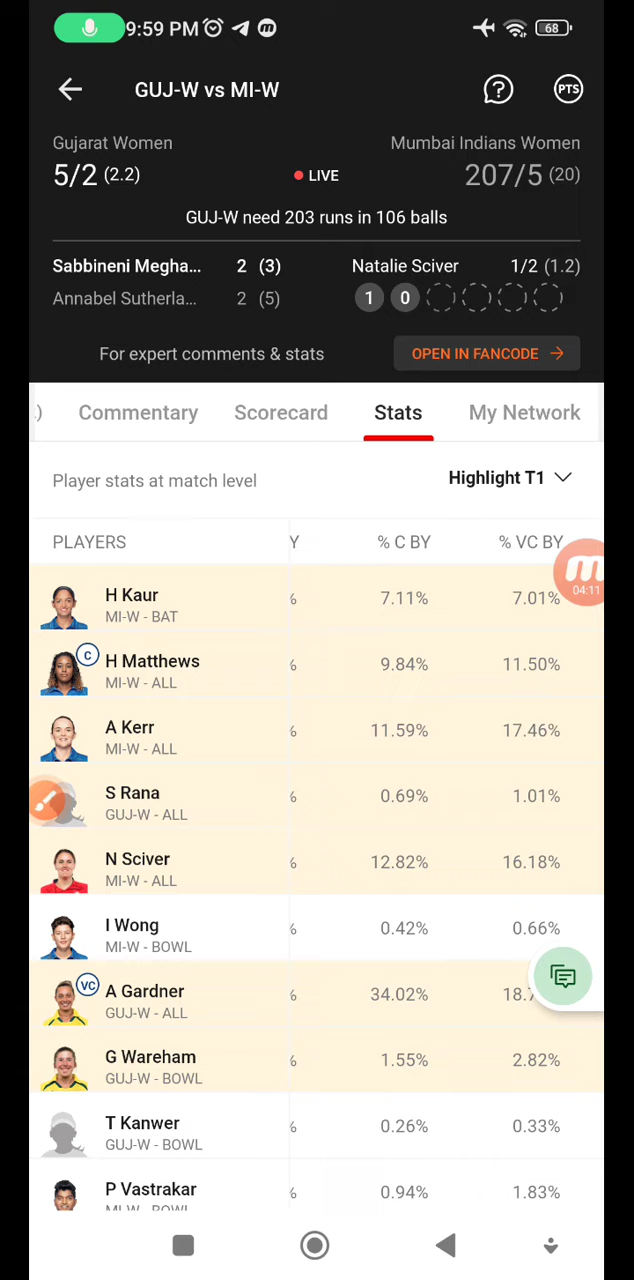 9:59 PM
68
GUJ-W vs MI-W
PTS
Gujarat Women
Mumbai Indians Women
5/2 (2.2)
LIVE
207/5 (20)
GUJ-W need 203 runs in 106 balls
Sabbineni Megha... 2 (3)
Natalie Sciver 1/2 (1.2)
Annabel Sutherla... 2 (5)
1 0
For expert comments & stats
OPEN IN FANCODE
) Commentary Scorecard Stats My Network
Player stats at match level
Highlight T1
PLAYERS Y % C BY % VC BY
04:11
H Kaur
MI-W - BAT
% 7.11% 7.01%
C
H Matthews
MI-W - ALL
% 9.84% 11.50%
A Kerr
MI-W - ALL
% 11.59% 17.46%
S Rana
GUJ-W - ALL
% 0.69% 1.01%
N Sciver
MI-W - ALL
% 12.82% 16.18%
I Wong
MI-W - BOWL
% 0.42% 0.66%
VC
A Gardner
GUJ-W - ALL
% 34.02% 18.
G Wareham
GUJ-W - BOWL
% 1.55% 2.82%
T Kanwer
GUJ-W - BOWL
% 0.26% 0.33%
P Vastrakar
MI-W - BOWL
% 0.94% 1.83%